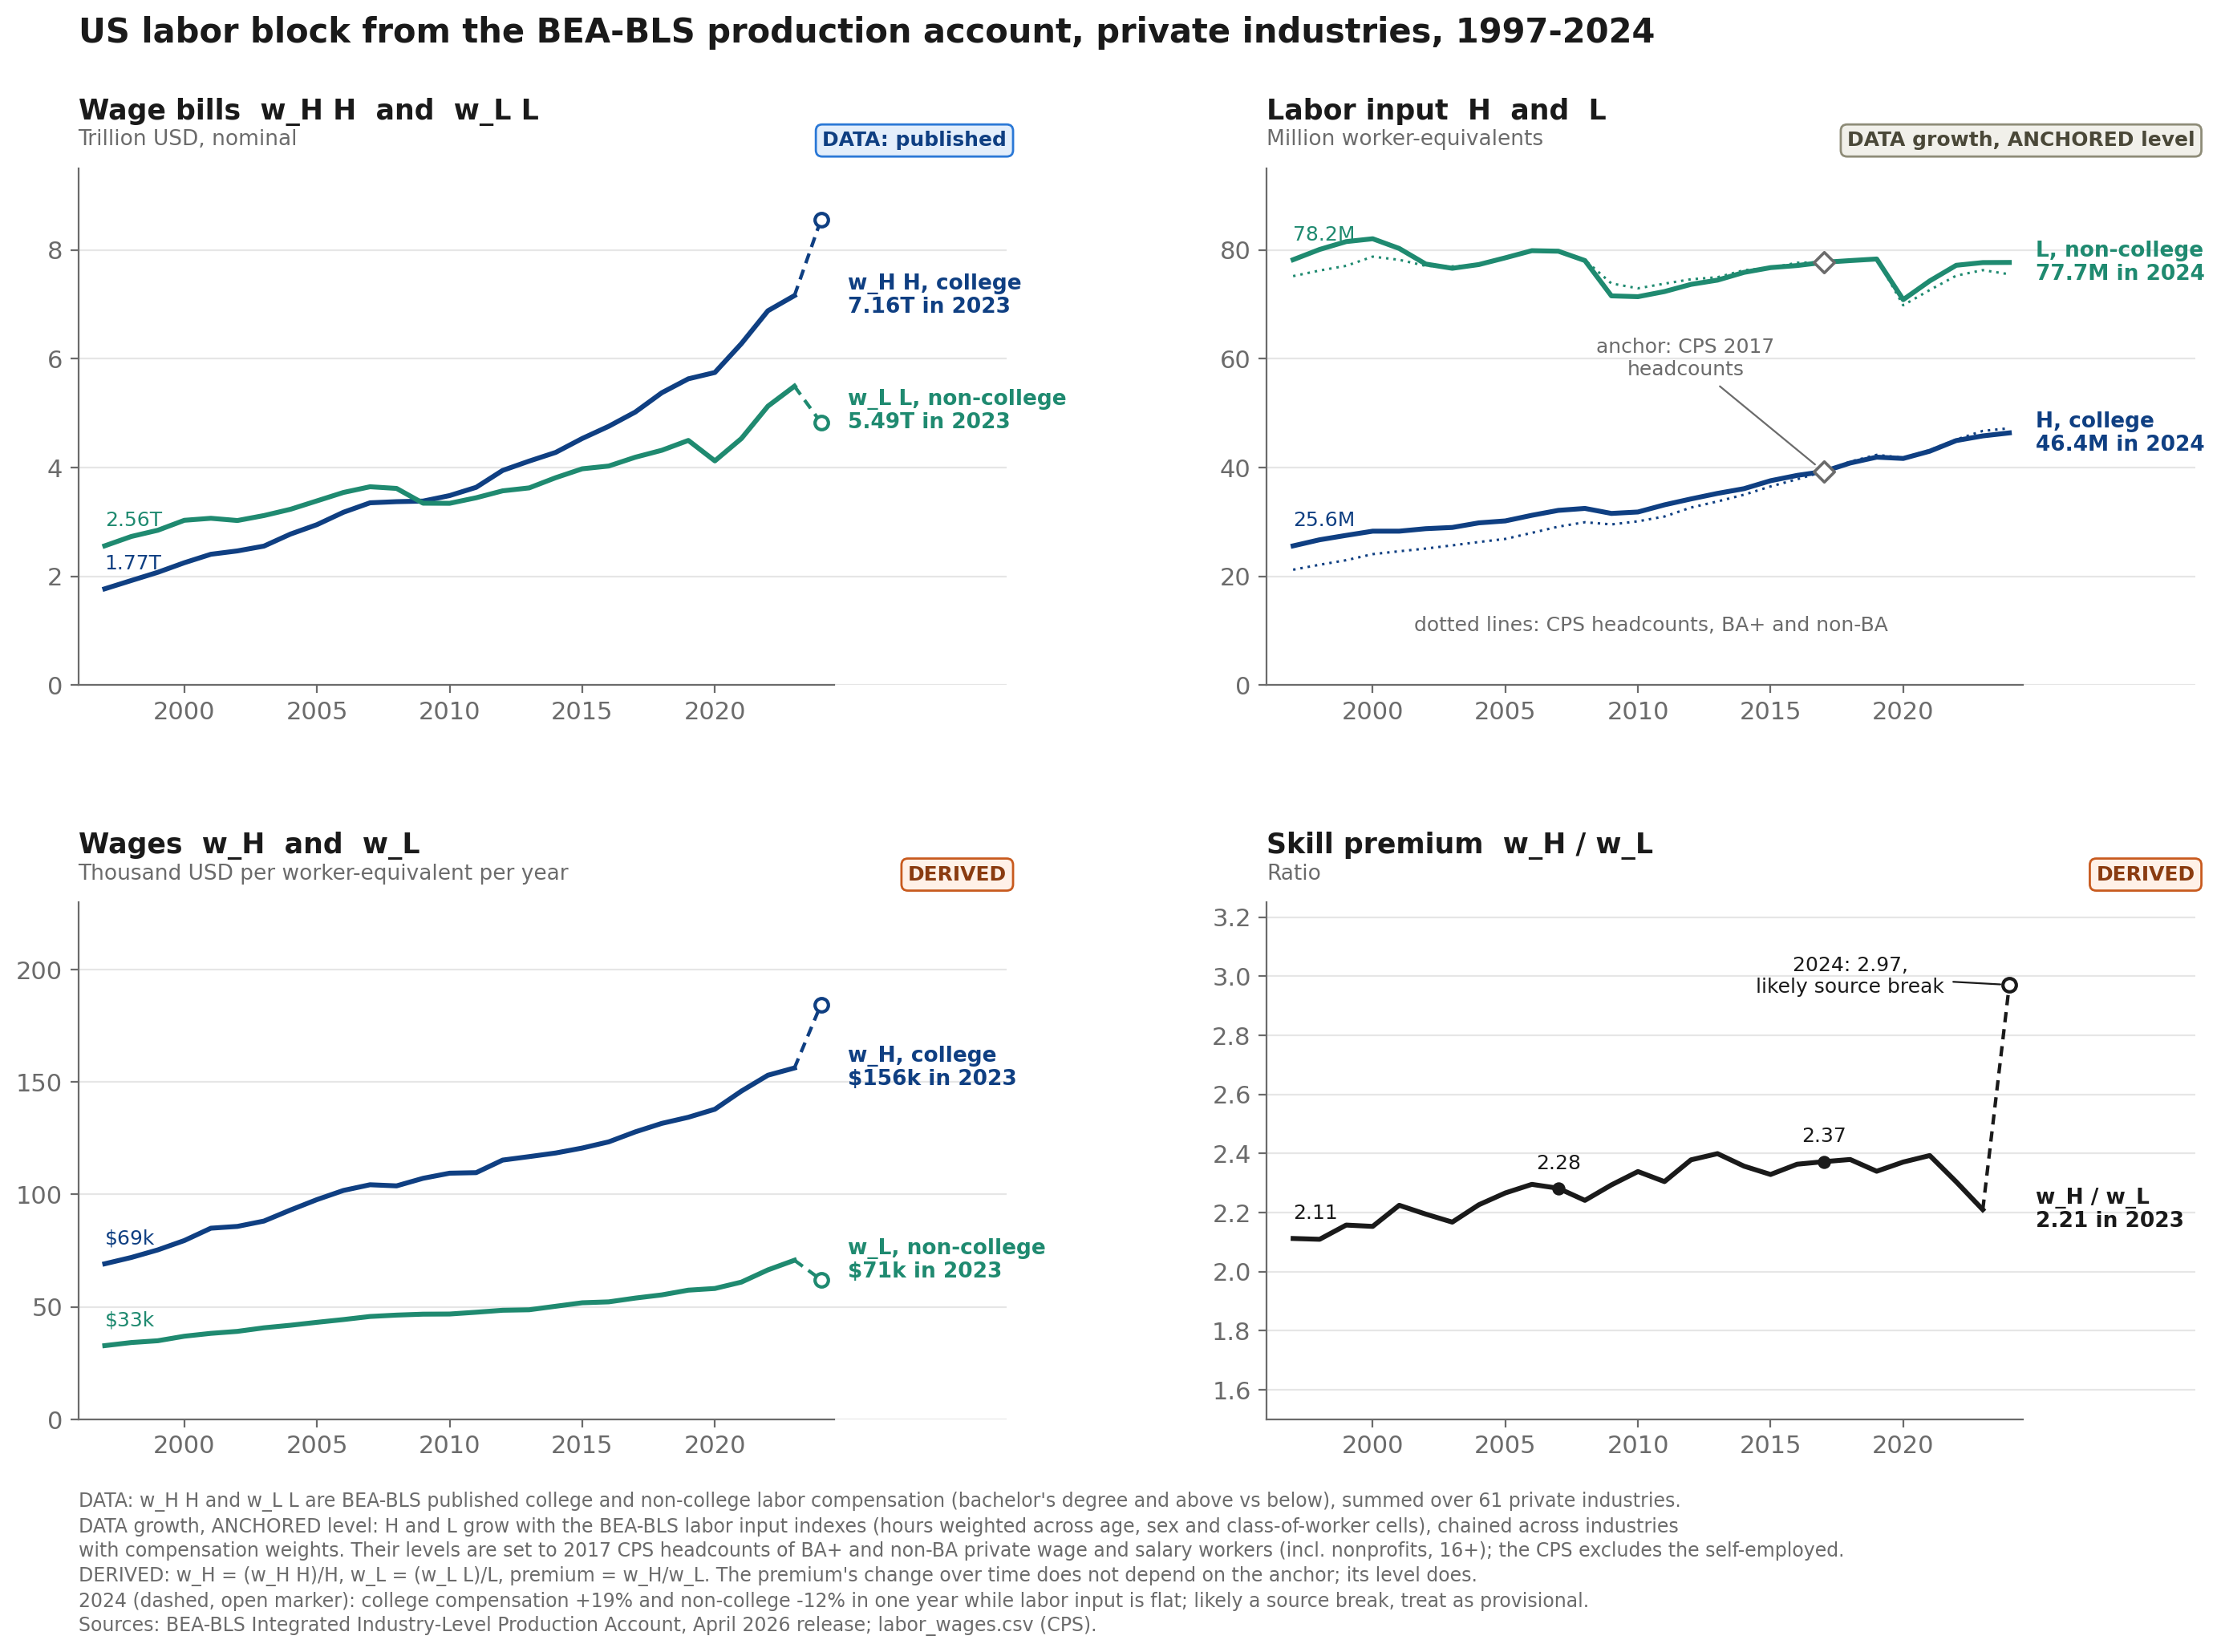 US labor block from the BEA-BLS production account, private industries, 1997-2024
Wage bills  w_H H  and  w_L L
Trillion USD, nominal
DATA: published
8
6
4
2
0
2000
2005
2010
2015
2020
2.56T
1.77T
w_H H, college
7.16T in 2023
w_L L, non-college
5.49T in 2023
Labor input  H  and  L
Million worker-equivalents
DATA growth, ANCHORED level
80
60
40
20
0
2000
2005
2010
2015
2020
78.2M
25.6M
anchor: CPS 2017
headcounts
dotted lines: CPS headcounts, BA+ and non-BA
L, non-college
77.7M in 2024
H, college
46.4M in 2024
Wages  w_H  and  w_L
Thousand USD per worker-equivalent per year
DERIVED
200
150
100
50
0
2000
2005
2010
2015
2020
$69k
$33k
w_H, college
$156k in 2023
w_L, non-college
$71k in 2023
Skill premium  w_H / w_L
Ratio
DERIVED
3.2
3.0
2.8
2.6
2.4
2.2
2.0
1.8
1.6
2000
2005
2010
2015
2020
2.11
2.28
2.37
2024: 2.97,
likely source break
w_H / w_L
2.21 in 2023
DATA: w_H H and w_L L are BEA-BLS published college and non-college labor compensation (bachelor's degree and above vs below), summed over 61 private industries.
DATA growth, ANCHORED level: H and L grow with the BEA-BLS labor input indexes (hours weighted across age, sex and class-of-worker cells), chained across industries
with compensation weights. Their levels are set to 2017 CPS headcounts of BA+ and non-BA private wage and salary workers (incl. nonprofits, 16+); the CPS excludes the self-employed.
DERIVED: w_H = (w_H H)/H, w_L = (w_L L)/L, premium = w_H/w_L. The premium's change over time does not depend on the anchor; its level does.
2024 (dashed, open marker): college compensation +19% and non-college -12% in one year while labor input is flat; likely a source break, treat as provisional.
Sources: BEA-BLS Integrated Industry-Level Production Account, April 2026 release; labor_wages.csv (CPS).